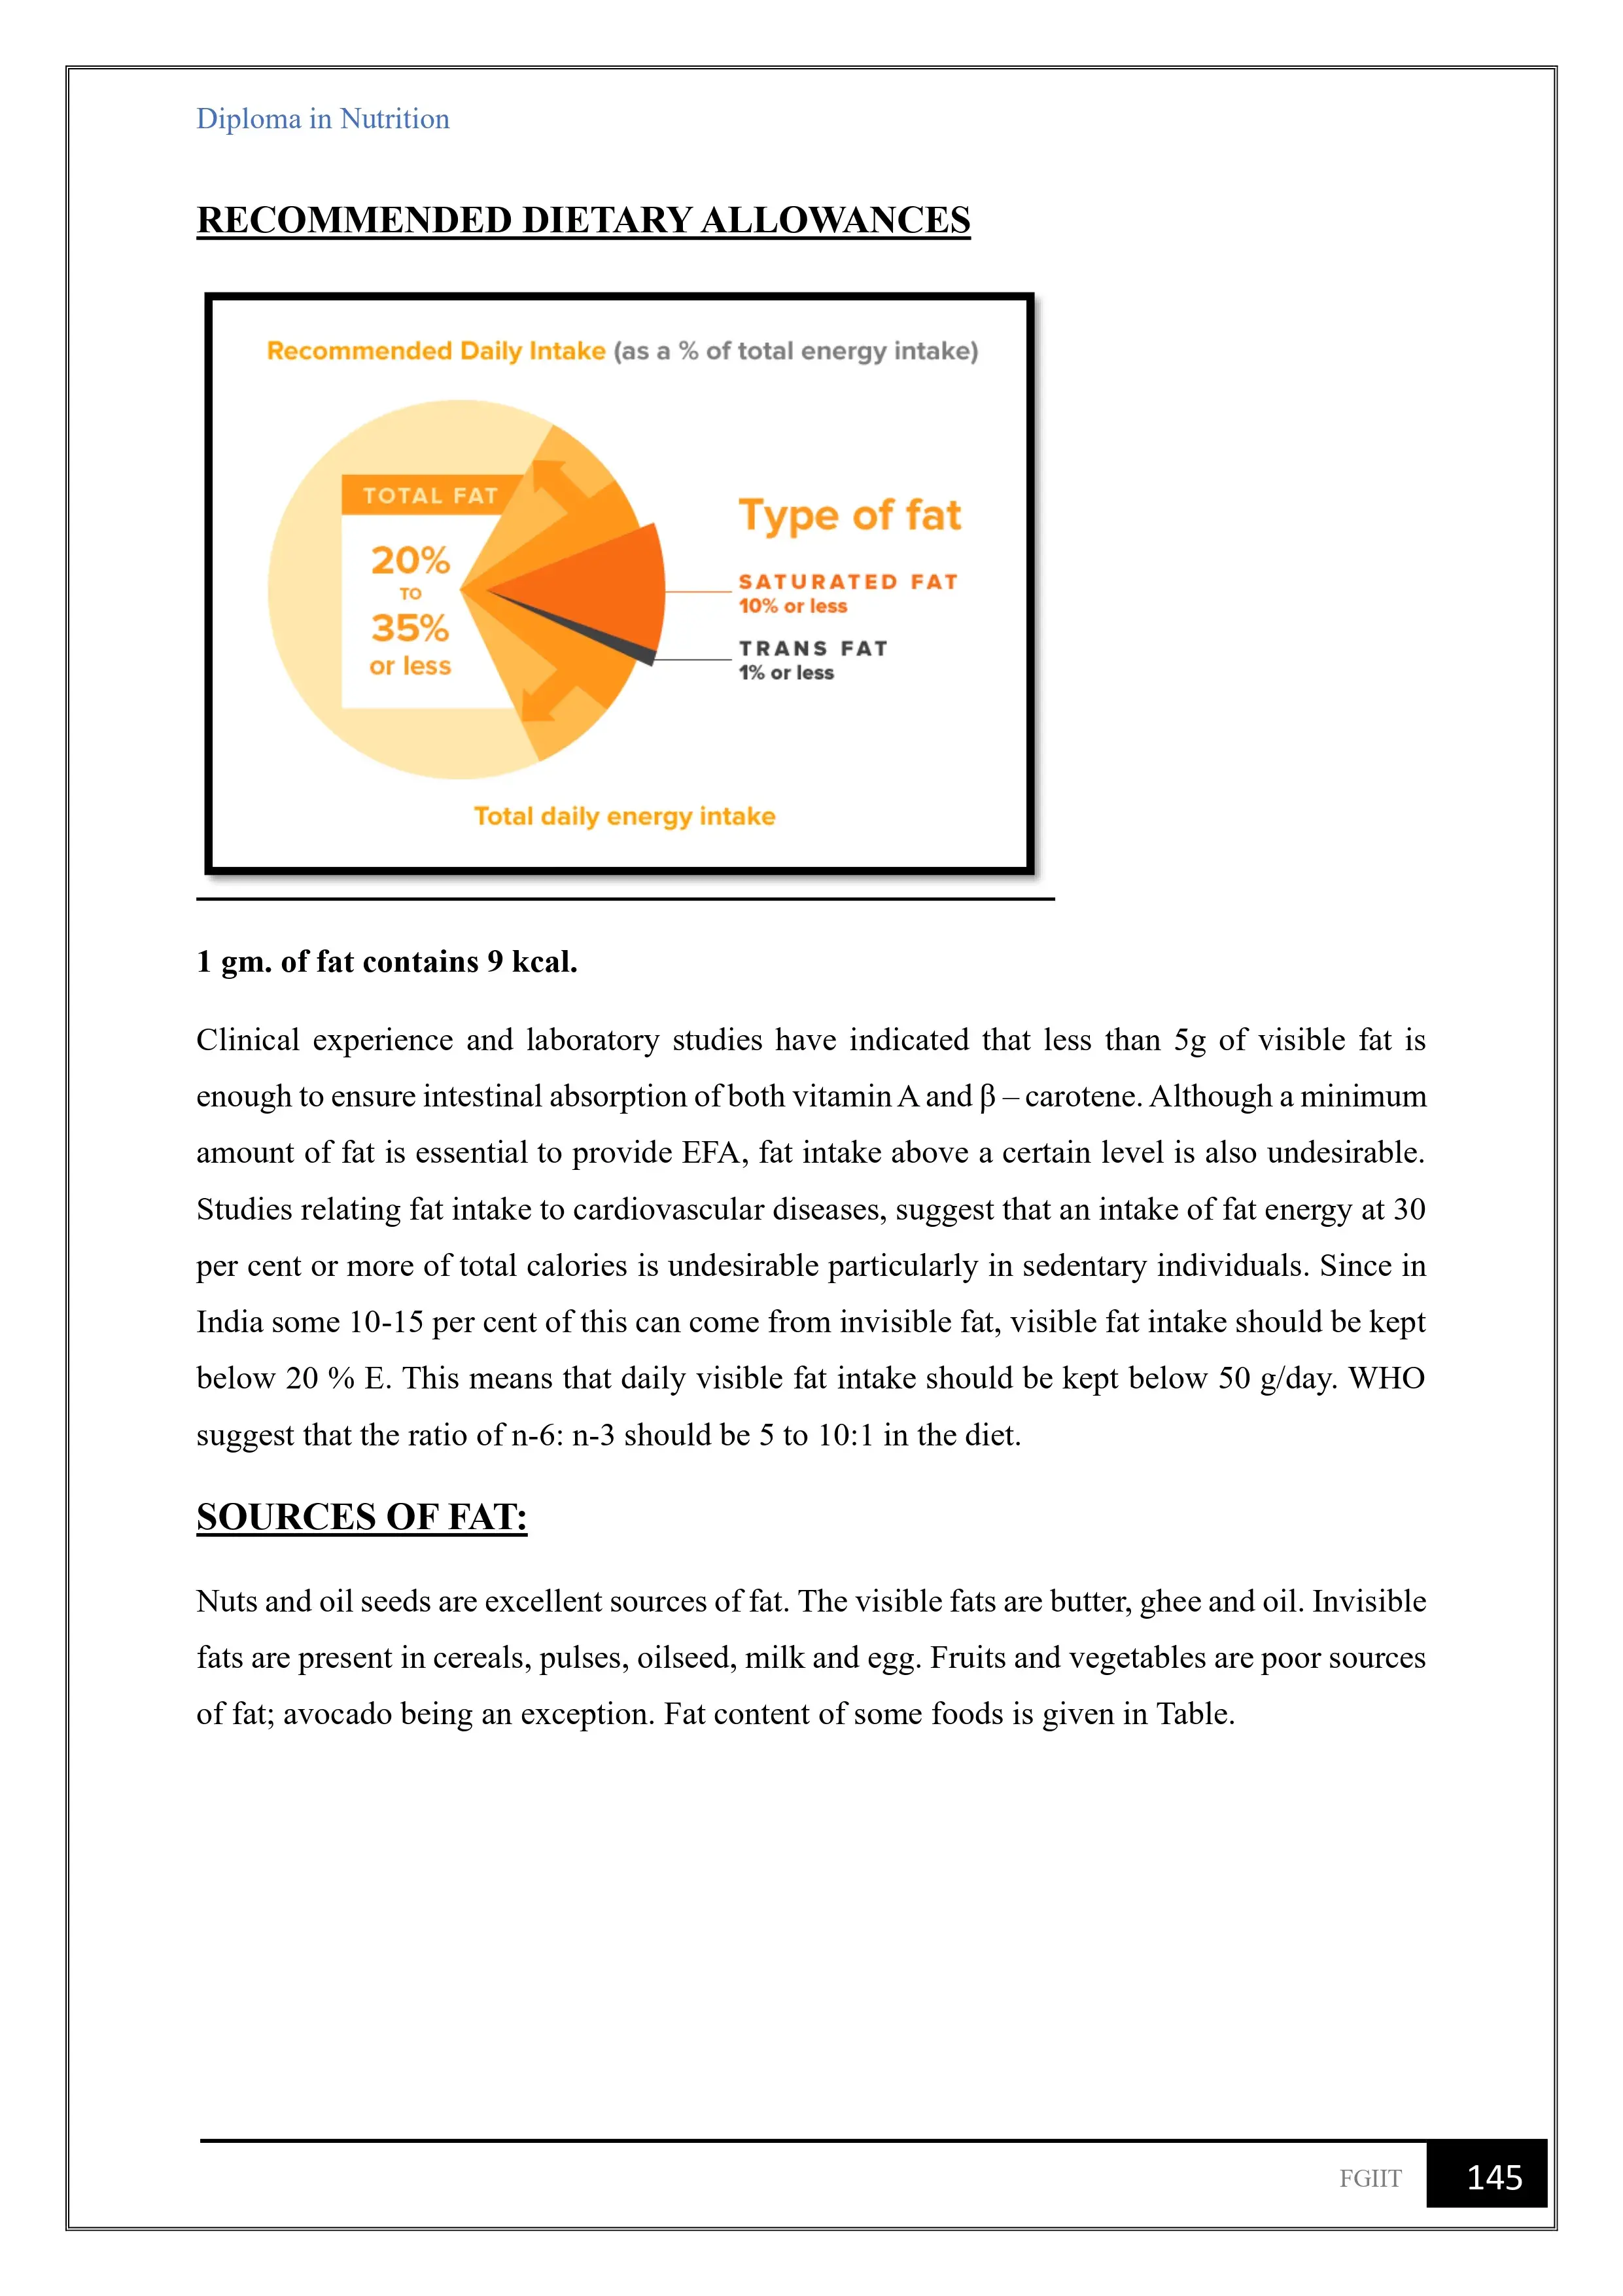 Diploma in Nutrition
RECOMMENDED DIETARY ALLOWANCES
Recommended Daily Intake (as a % of total energy intake)
TOTAL FAT
20%
TO
35%
or less
Type of fat
SATURATED FAT
10% or less
TRANS FAT
1% or less
Total daily energy intake
1 gm. of fat contains 9 kcal.
Clinical experience and laboratory studies have indicated that less than 5g of visible fat is
enough to ensure intestinal absorption of both vitamin A and β – carotene. Although a minimum
amount of fat is essential to provide EFA, fat intake above a certain level is also undesirable.
Studies relating fat intake to cardiovascular diseases, suggest that an intake of fat energy at 30
per cent or more of total calories is undesirable particularly in sedentary individuals. Since in
India some 10-15 per cent of this can come from invisible fat, visible fat intake should be kept
below 20 % E. This means that daily visible fat intake should be kept below 50 g/day. WHO
suggest that the ratio of n-6: n-3 should be 5 to 10:1 in the diet.
SOURCES OF FAT:
Nuts and oil seeds are excellent sources of fat. The visible fats are butter, ghee and oil. Invisible
fats are present in cereals, pulses, oilseed, milk and egg. Fruits and vegetables are poor sources
of fat; avocado being an exception. Fat content of some foods is given in Table.
FGIIT 145